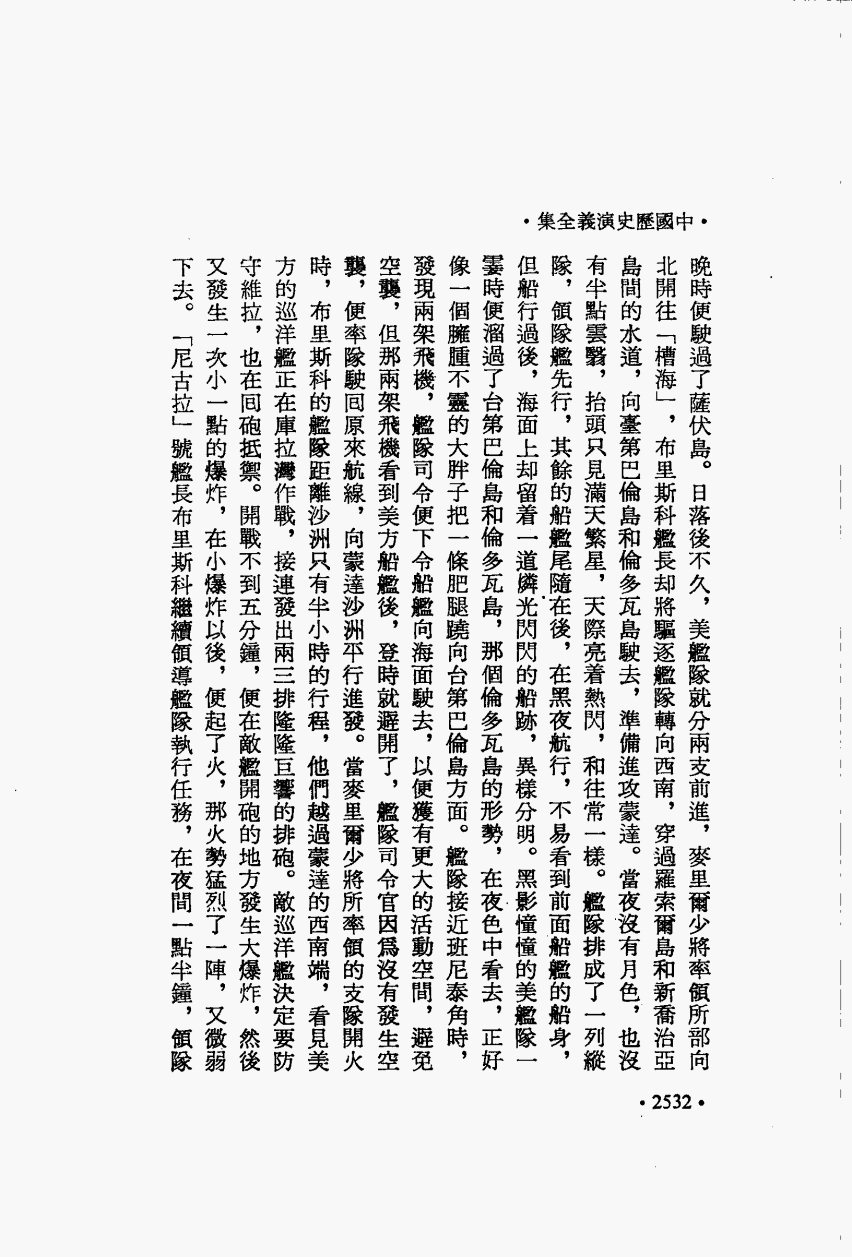 •中國歷史演義全集•
晚時便駛過了薩伏島。日落後不久，美艦隊就分兩支前進，麥里爾少將率領所部向
北開往「槽海」，布里斯科艦長却將驅逐艦隊轉向西南，穿過羅索爾島和新喬治亞
島間的水道，向臺第巴倫島和倫多瓦島駛去，準備進攻蒙達。當夜沒有月色，也沒
有半點雲翳，抬頭只見滿天繁星，天際亮着熱閃，和往常一樣。艦隊排成了一列縱
隊，領隊艦先行，其餘的船艦尾隨在後，在黑夜航行，不易看到前面船艦的船身，
但船行過後，海面上却留着一道燐光閃閃的船跡，異樣分明。黑影憧憧的美艦隊一
霎時便溜過了台第巴倫島和倫多瓦島，那個倫多瓦島的形勢，在夜色中看去，正好
像一個臃腫不靈的大胖子把一條肥腿蹺向台第巴倫島方面。艦隊接近班尼泰角時，
發現兩架飛機，艦隊司令便下令船艦向海面駛去，以便獲有更大的活動空間，避免
空襲，但那兩架飛機看到美方船艦後，登時就避開了，艦隊司令官因爲沒有發生空
襲，便率隊駛回原來航線，向蒙達沙洲平行進發。當麥里爾少將所率領的支隊開火
時，布里斯科的艦隊距離沙洲只有半小時的行程，他們越過蒙達的西南端，看見美
方的巡洋艦正在庫拉灣作戰，接連發出兩三排隆隆巨響的排砲。敵巡洋艦決定要防
守維拉，也在回砲抵禦。開戰不到五分鐘，便在敵艦開砲的地方發生大爆炸，然後
又發生一次小一點的爆炸，在小爆炸以後，便起了火，那火勢猛烈了一陣，又微弱
下去。「尼古拉」號艦長布里斯科繼續領導艦隊執行任務，在夜間一點半鐘，領隊
•2532•